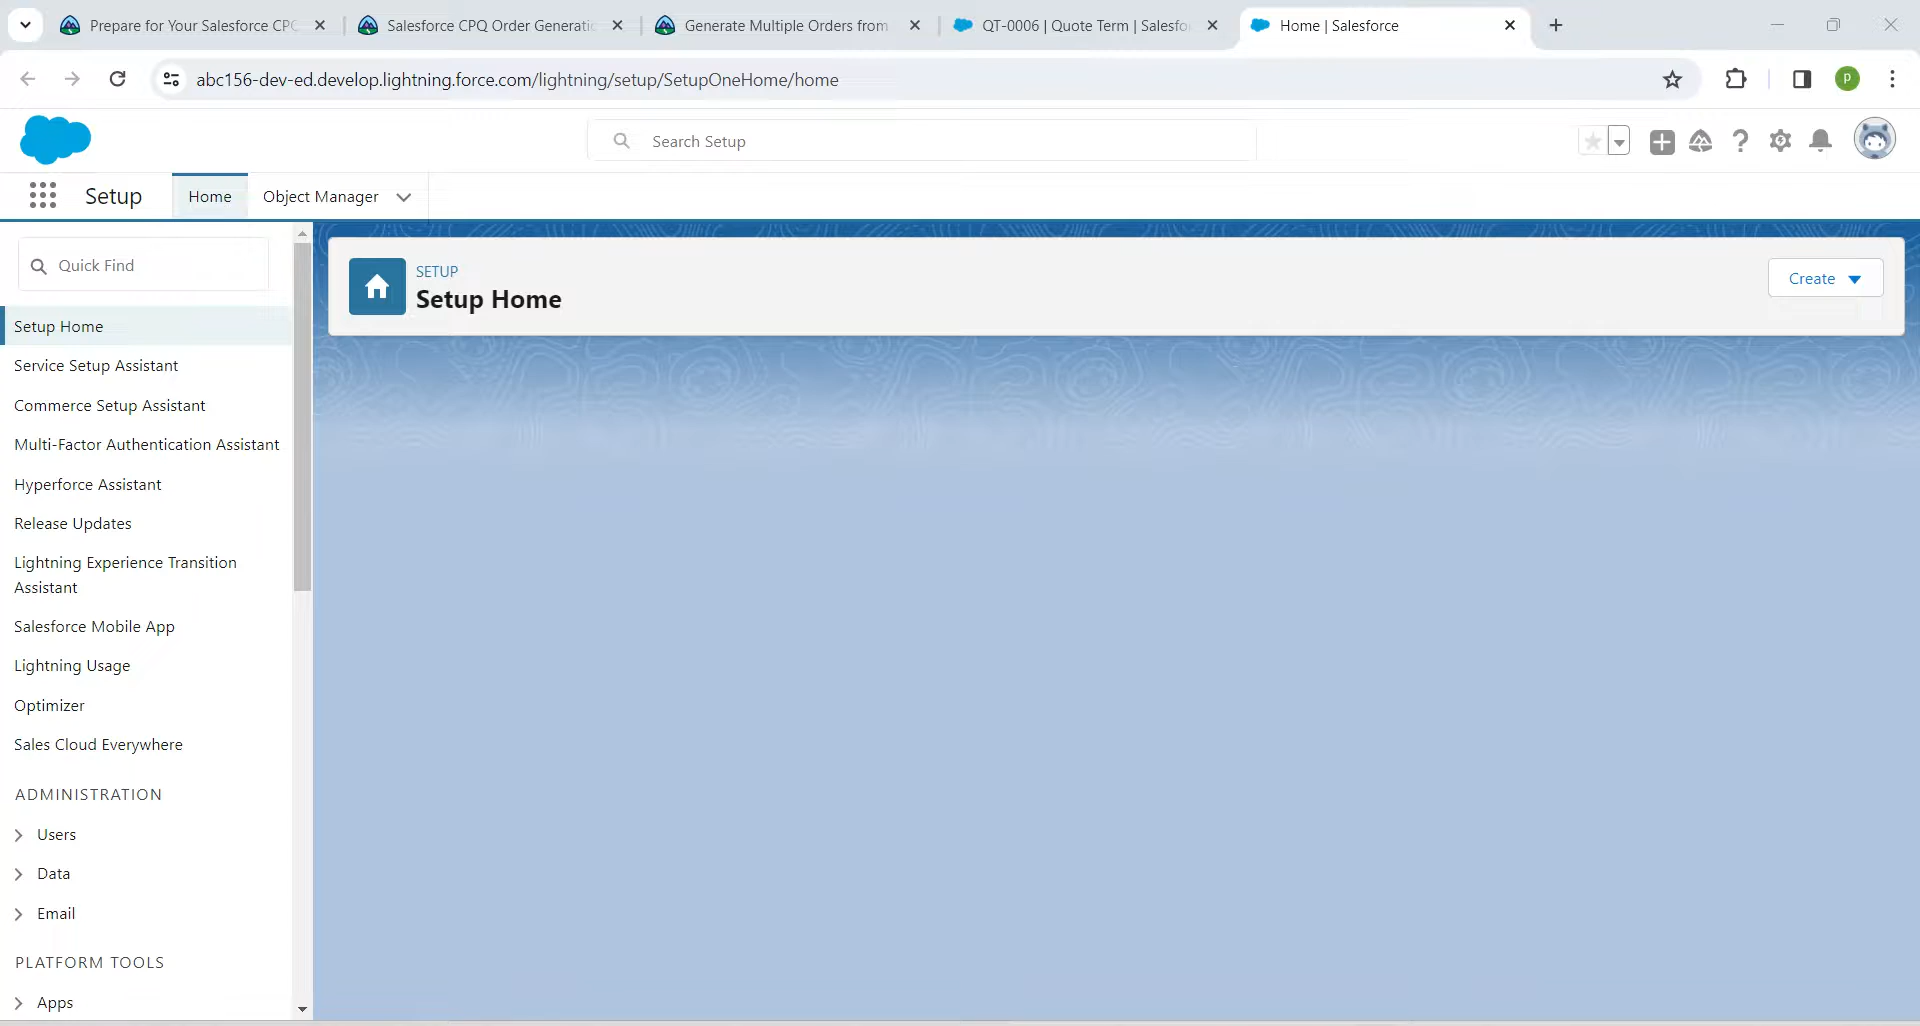 Prepare for Your Salesforce CPQ
Salesforce CPQ Order Generatio
Generate Multiple Orders from
QT-0006 | Quote Term | Salesfo
Home | Salesforce
abc156-dev-ed.develop.lightning.force.com/lightning/setup/SetupOneHome/home
P
Search Setup
Setup
Home
Object Manager
Quick Find
SETUP
Setup Home
Create
Setup Home
Service Setup Assistant
Commerce Setup Assistant
Multi-Factor Authentication Assistant
Hyperforce Assistant
Release Updates
Lightning Experience Transition
Assistant
Salesforce Mobile App
Lightning Usage
Optimizer
Sales Cloud Everywhere
ADMINISTRATION
Users
Data
Email
PLATFORM TOOLS
Apps